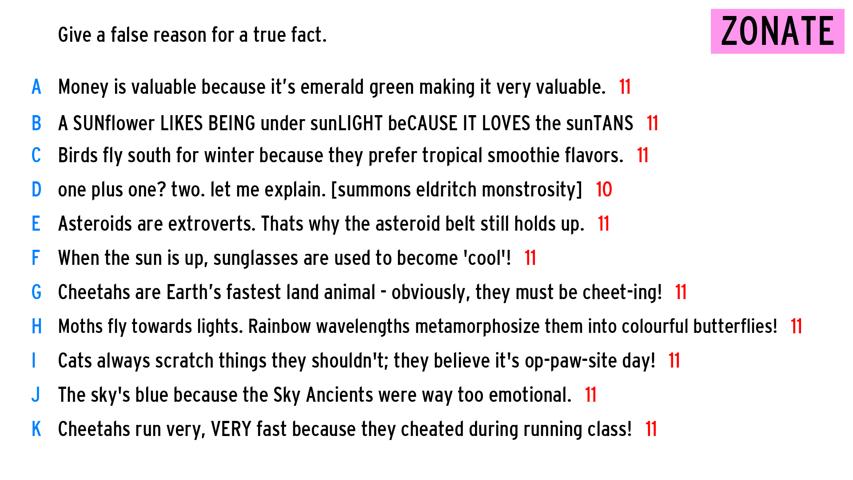 Give a false reason for a true fact.
ZONATE
A Money is valuable because it's emerald green making it very valuable. 11
B A SUNflower LIKES BEING under sunLIGHT beCAUSE IT LOVES the sunTANS 11
C Birds fly south for winter because they prefer tropical smoothie flavors. 11
D one plus one? two. let me explain. [summons eldritch monstrosity] 10
E Asteroids are extroverts. Thats why the asteroid belt still holds up. 11
F When the sun is up, sunglasses are used to become 'cool'! 11
G Cheetahs are Earth's fastest land animal - obviously, they must be cheet-ing! 11
H Moths fly towards lights. Rainbow wavelengths metamorphosize them into colourful butterflies! 11
I Cats always scratch things they shouldn't; they believe it's op-paw-site day! 11
J The sky's blue because the Sky Ancients were way too emotional. 11
K Cheetahs run very, VERY fast because they cheated during running class! 11